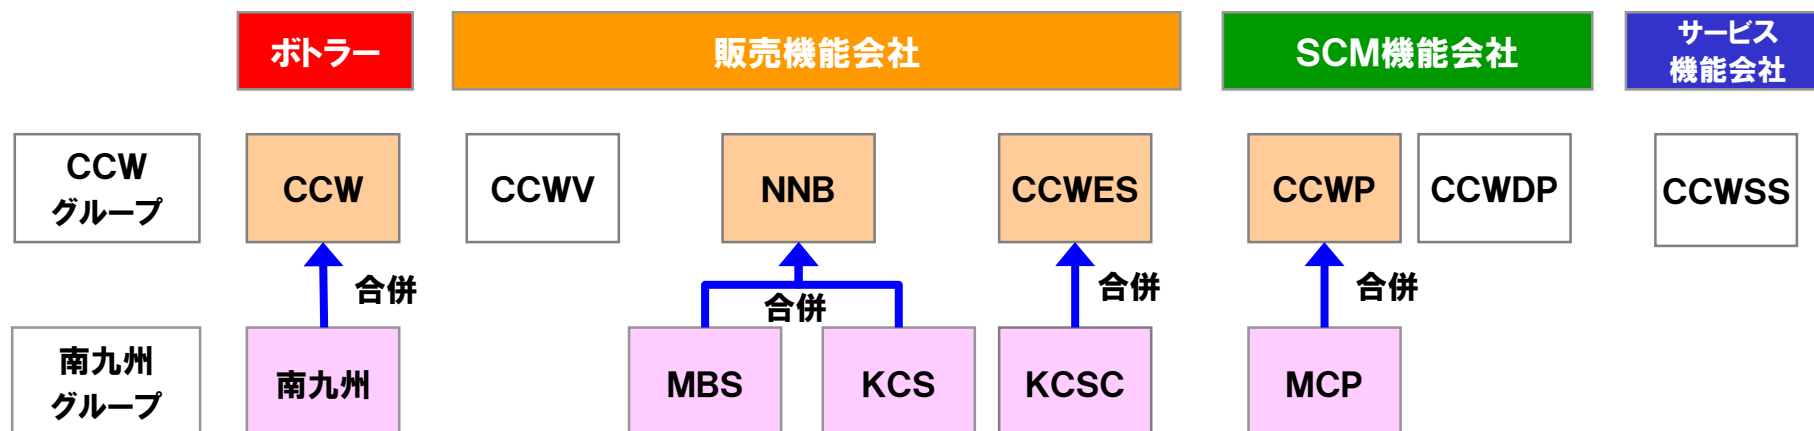 ボトラー
販売機能会社
SCM機能会社
サービス
機能会社
CCW
グループ
CCW
CCWV
NNB
CCWES
CCWP
CCWDP
CCWSS
合併
合併
合併
合併
南九州
グループ
南九州
MBS
KCS
KCSC
MCP